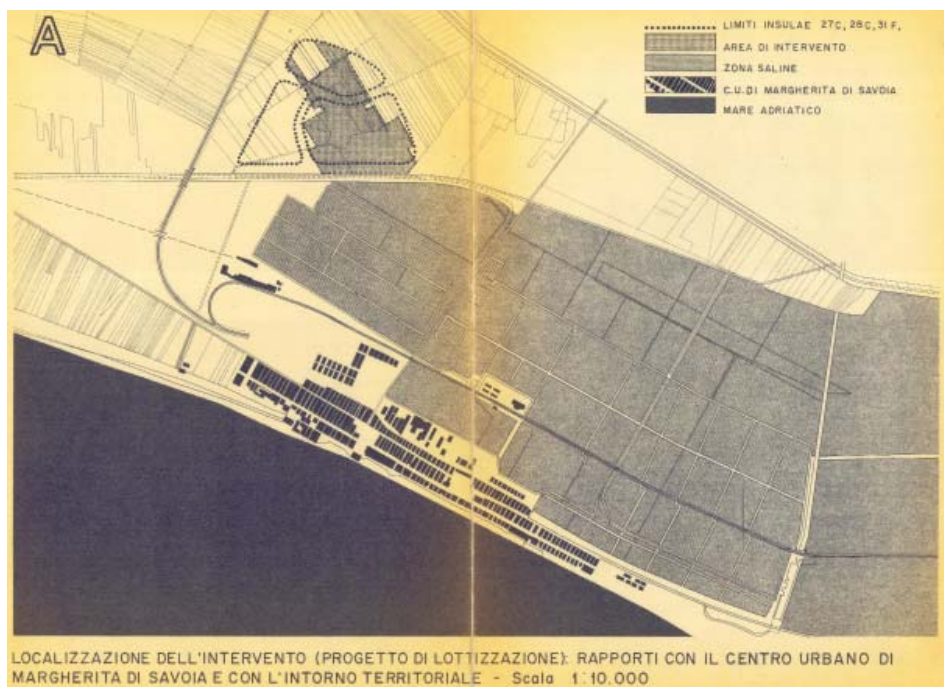 A
LIMITI INSULAE 27C, 28C, 31F.
AREA DI INTERVENTO
ZONA SALINE
C.U. DI MARGHERITA DI SAVOIA
MARE ADRIATICO
LOCALIZZAZIONE DELL'INTERVENTO (PROGETTO DI LOTTIZZAZIONE): RAPPORTI CON IL CENTRO URBANO DI
MARGHERITA DI SAVOIA E CON L'INTORNO TERRITORIALE - Scala 1:10.000